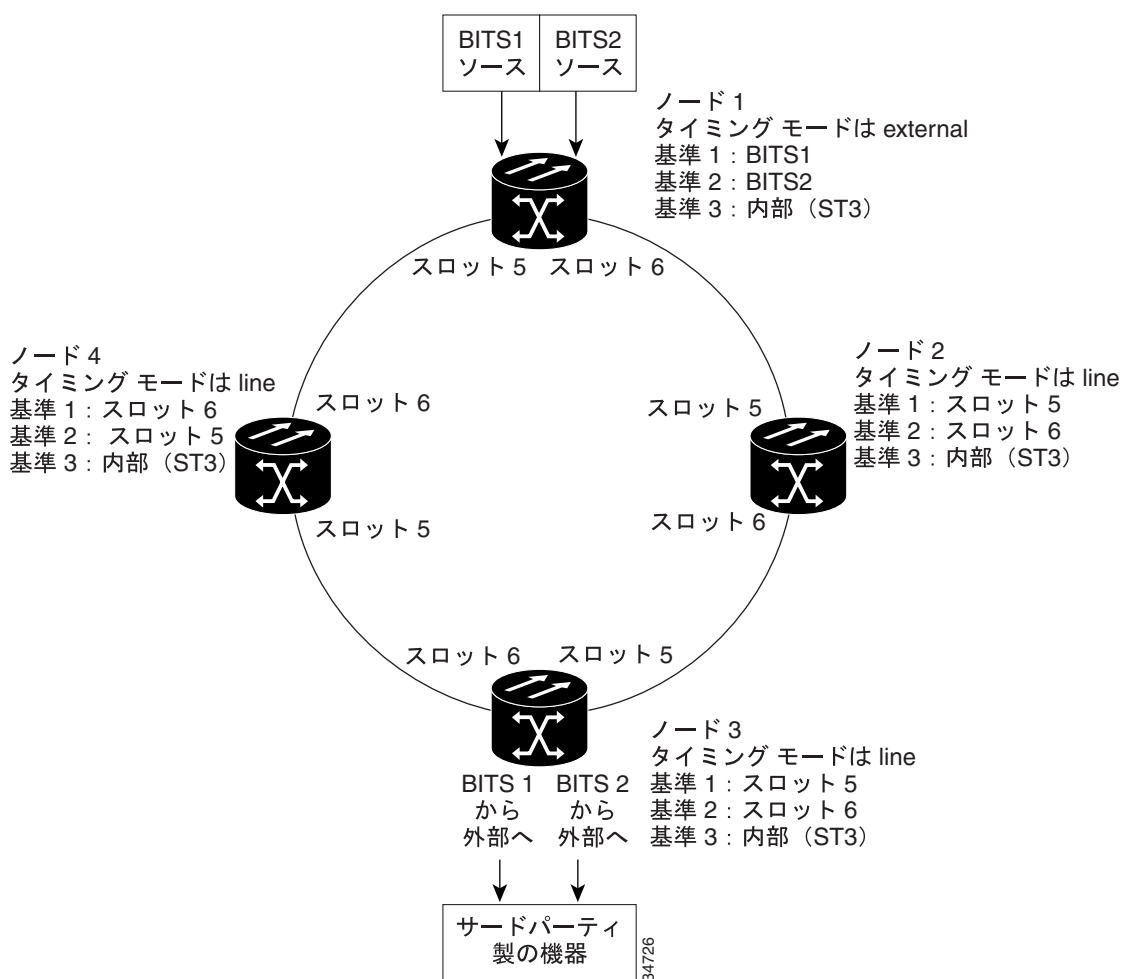 BITS1
ソース
BITS2
ソース
ノード 1
タイミング モードは external
基準 1：BITS1
基準 2：BITS2
基準 3：内部（ST3）
スロット 5
スロット 6
ノード 4
タイミング モードは line
基準 1：スロット 6
基準 2： スロット 5
基準 3：内部（ST3）
スロット 6
スロット 5
ノード 2
タイミング モードは line
基準 1：スロット 5
基準 2：スロット 6
基準 3：内部（ST3）
スロット 5
スロット 6
スロット 6
スロット 5
ノード 3
タイミング モードは line
基準 1：スロット 5
基準 2：スロット 6
基準 3：内部（ST3）
BITS 1
から
外部へ
BITS 2
から
外部へ
サードパーティ
製の機器
34726